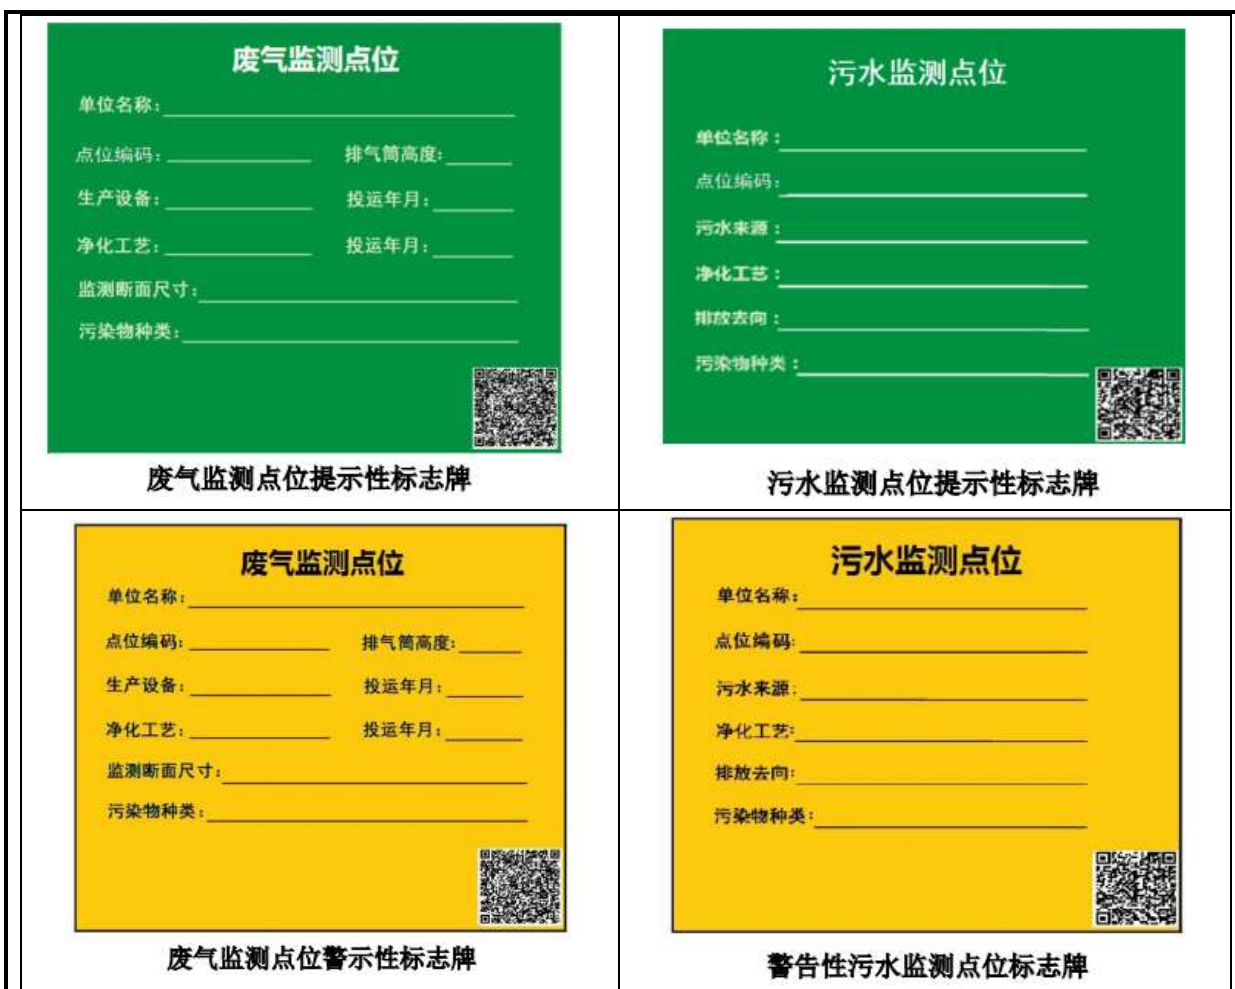 废气监测点位
单位名称:
点位编码: 排气筒高度:
生产设备: 投运年月:
净化工艺: 投运年月:
监测断面尺寸:
污染物种类:
废气监测点位提示性标志牌
污水监测点位
单位名称:
点位编码:
污水来源:
净化工艺:
排放去向:
污染物种类:
污水监测点位提示性标志牌
废气监测点位
单位名称:
点位编码: 排气筒高度:
生产设备: 投运年月:
净化工艺: 投运年月:
监测断面尺寸:
污染物种类:
废气监测点位警示性标志牌
污水监测点位
单位名称:
点位编码:
污水来源:
净化工艺:
排放去向:
污染物种类:
警告性污水监测点位标志牌